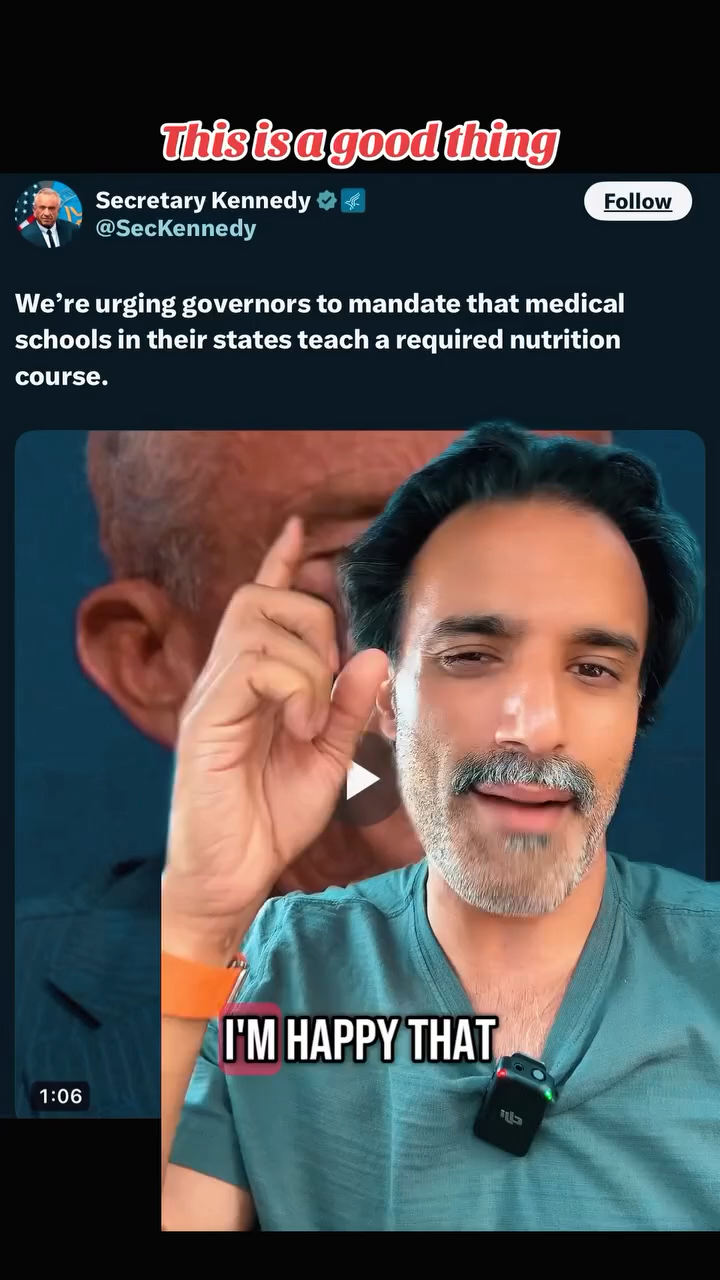 This is a good thing
Secretary Kennedy
@SecKennedy
Follow
We’re urging governors to mandate that medical
schools in their states teach a required nutrition
course.
I'M HAPPY THAT
dji
1:06